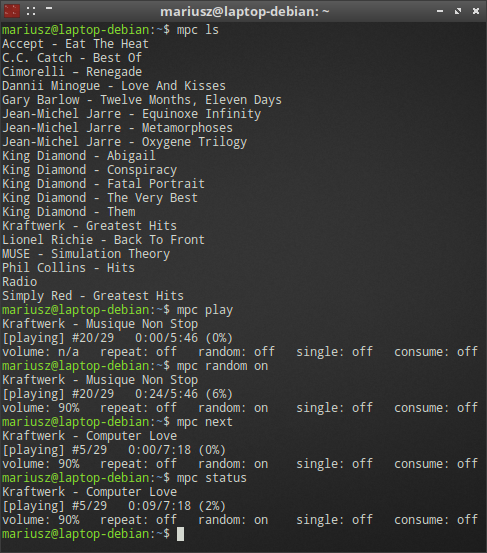 mariusz@laptop-debian: ~
mariusz@laptop-debian:~$ mpc ls
Accept - Eat The Heat
C.C. Catch - Best Of
Cimorelli - Renegade
Dannii Minogue - Love And Kisses
Gary Barlow - Twelve Months, Eleven Days
Jean-Michel Jarre - Equinoxe Infinity
Jean-Michel Jarre - Metamorphoses
Jean-Michel Jarre - Oxygene Trilogy
King Diamond - Abigail
King Diamond - Conspiracy
King Diamond - Fatal Portrait
King Diamond - The Very Best
King Diamond - Them
Kraftwerk - Greatest Hits
Lionel Richie - Back To Front
MUSE - Simulation Theory
Phil Collins - Hits
Radio
Simply Red - Greatest Hits
mariusz@laptop-debian:~$ mpc play
Kraftwerk - Musique Non Stop
[playing] #20/29   0:00/5:46 (0%)
volume: n/a   repeat: off   random: off   single: off   consume: off
mariusz@laptop-debian:~$ mpc random on
Kraftwerk - Musique Non Stop
[playing] #20/29   0:24/5:46 (6%)
volume: 90%   repeat: off   random: on   single: off   consume: off
mariusz@laptop-debian:~$ mpc next
Kraftwerk - Computer Love
[playing] #5/29   0:00/7:18 (0%)
volume: 90%   repeat: off   random: on   single: off   consume: off
mariusz@laptop-debian:~$ mpc status
Kraftwerk - Computer Love
[playing] #5/29   0:09/7:18 (2%)
volume: 90%   repeat: off   random: on   single: off   consume: off
mariusz@laptop-debian:~$